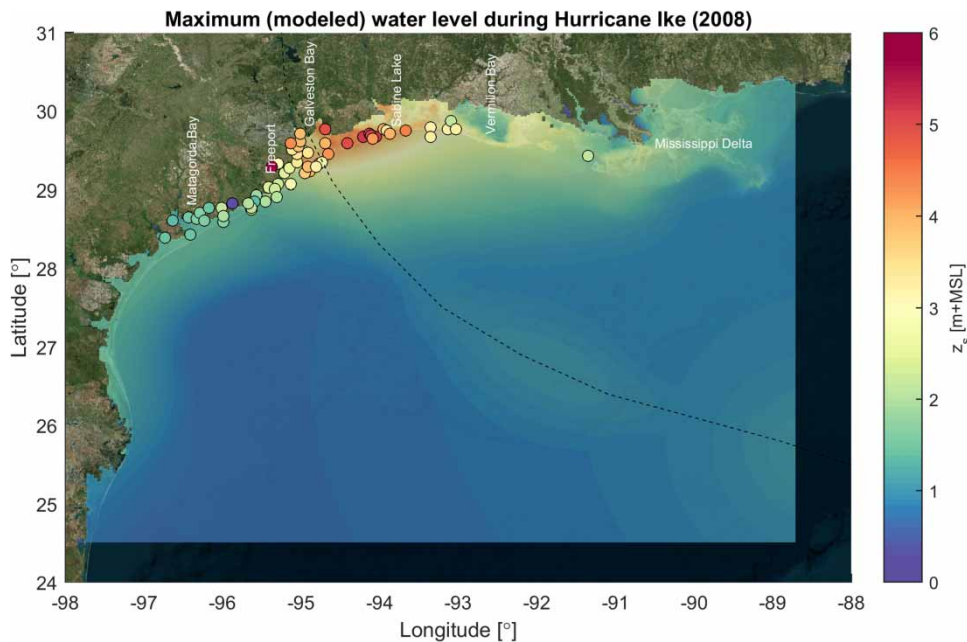 Maximum (modeled) water level during Hurricane Ike (2008)
31
30
29
28
27
26
25
24
Latitude [°]
-98
-97
-96
-95
-94
-93
-92
-91
-90
-89
-88
Longitude [°]
Matagorda Bay
Freeport
Galveston Bay
Sabine Lake
Vermilion Bay
Mississippi Delta
6
5
4
3
2
1
0
z_s [m+MSL]